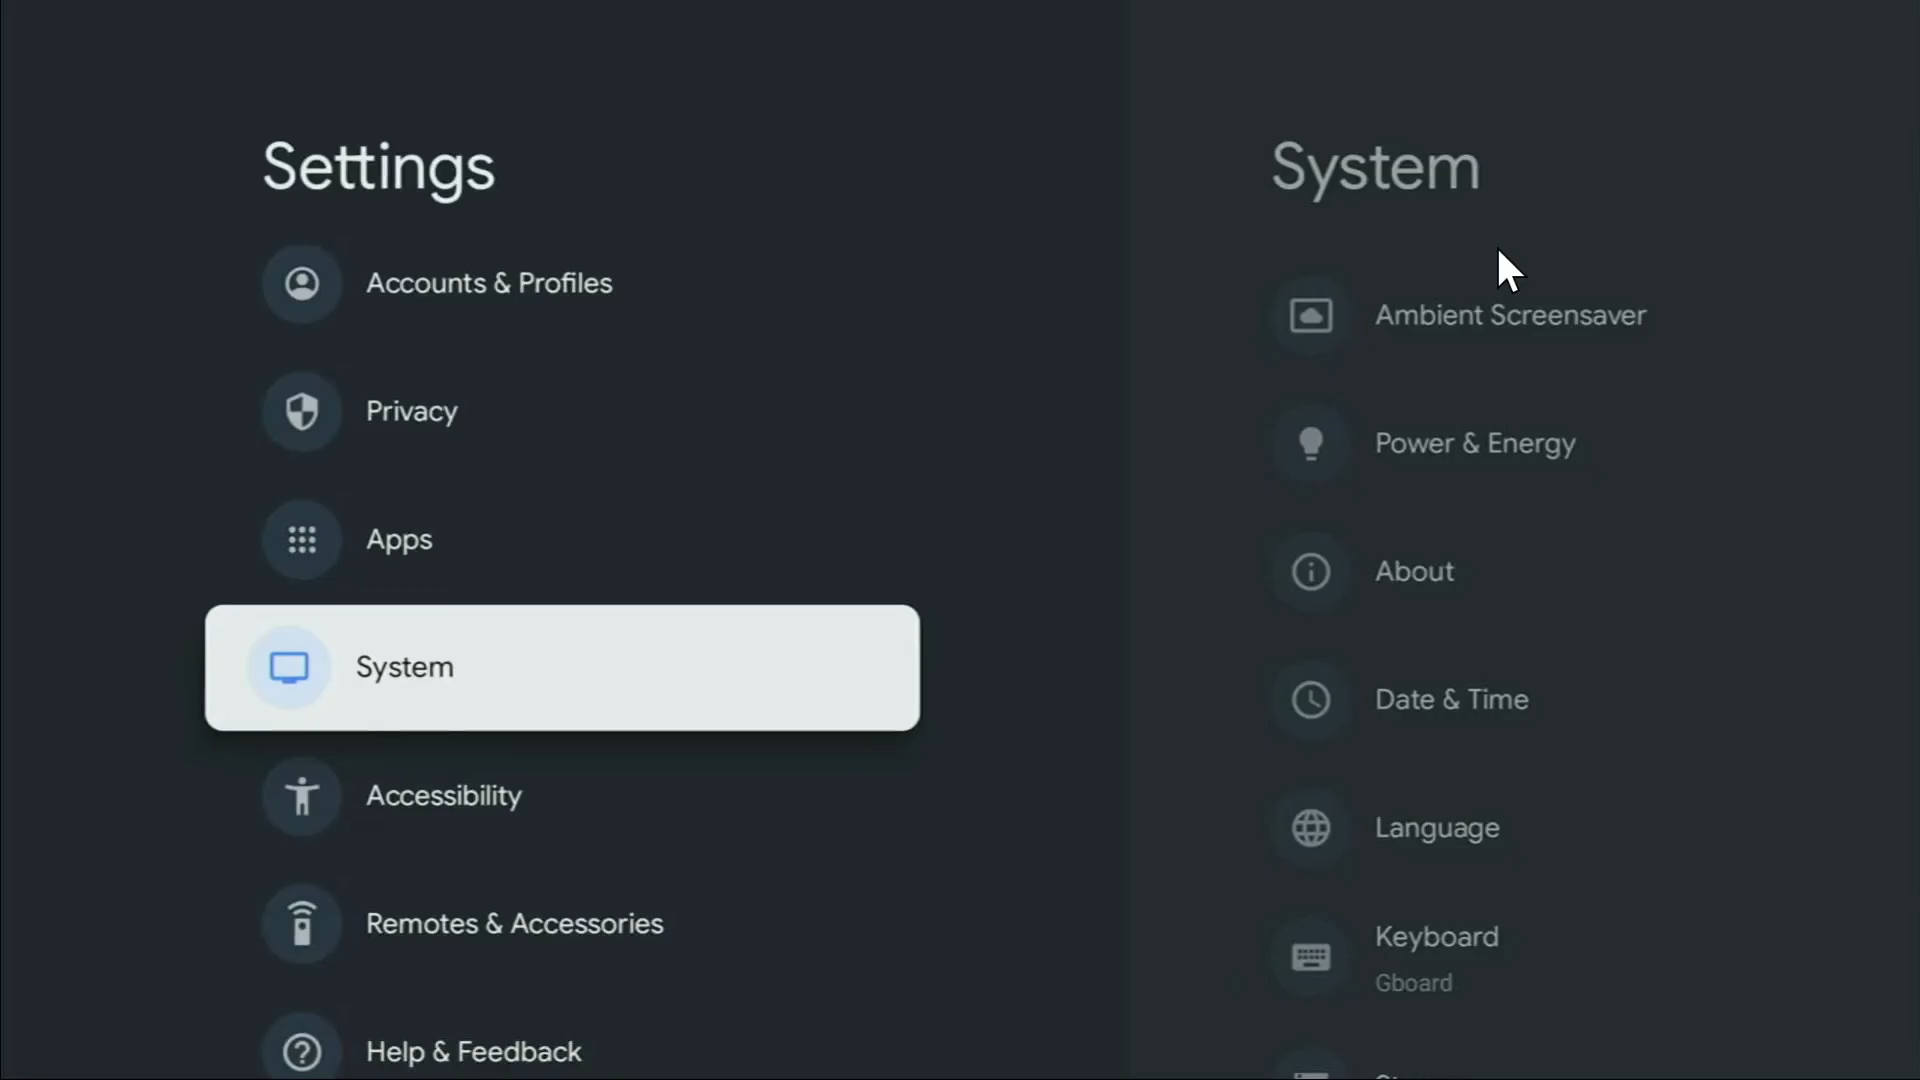 Settings
Accounts & Profiles
Privacy
Apps
System
Accessibility
Remotes & Accessories
Help & Feedback
System
Ambient Screensaver
Power & Energy
About
Date & Time
Language
Keyboard
Gboard